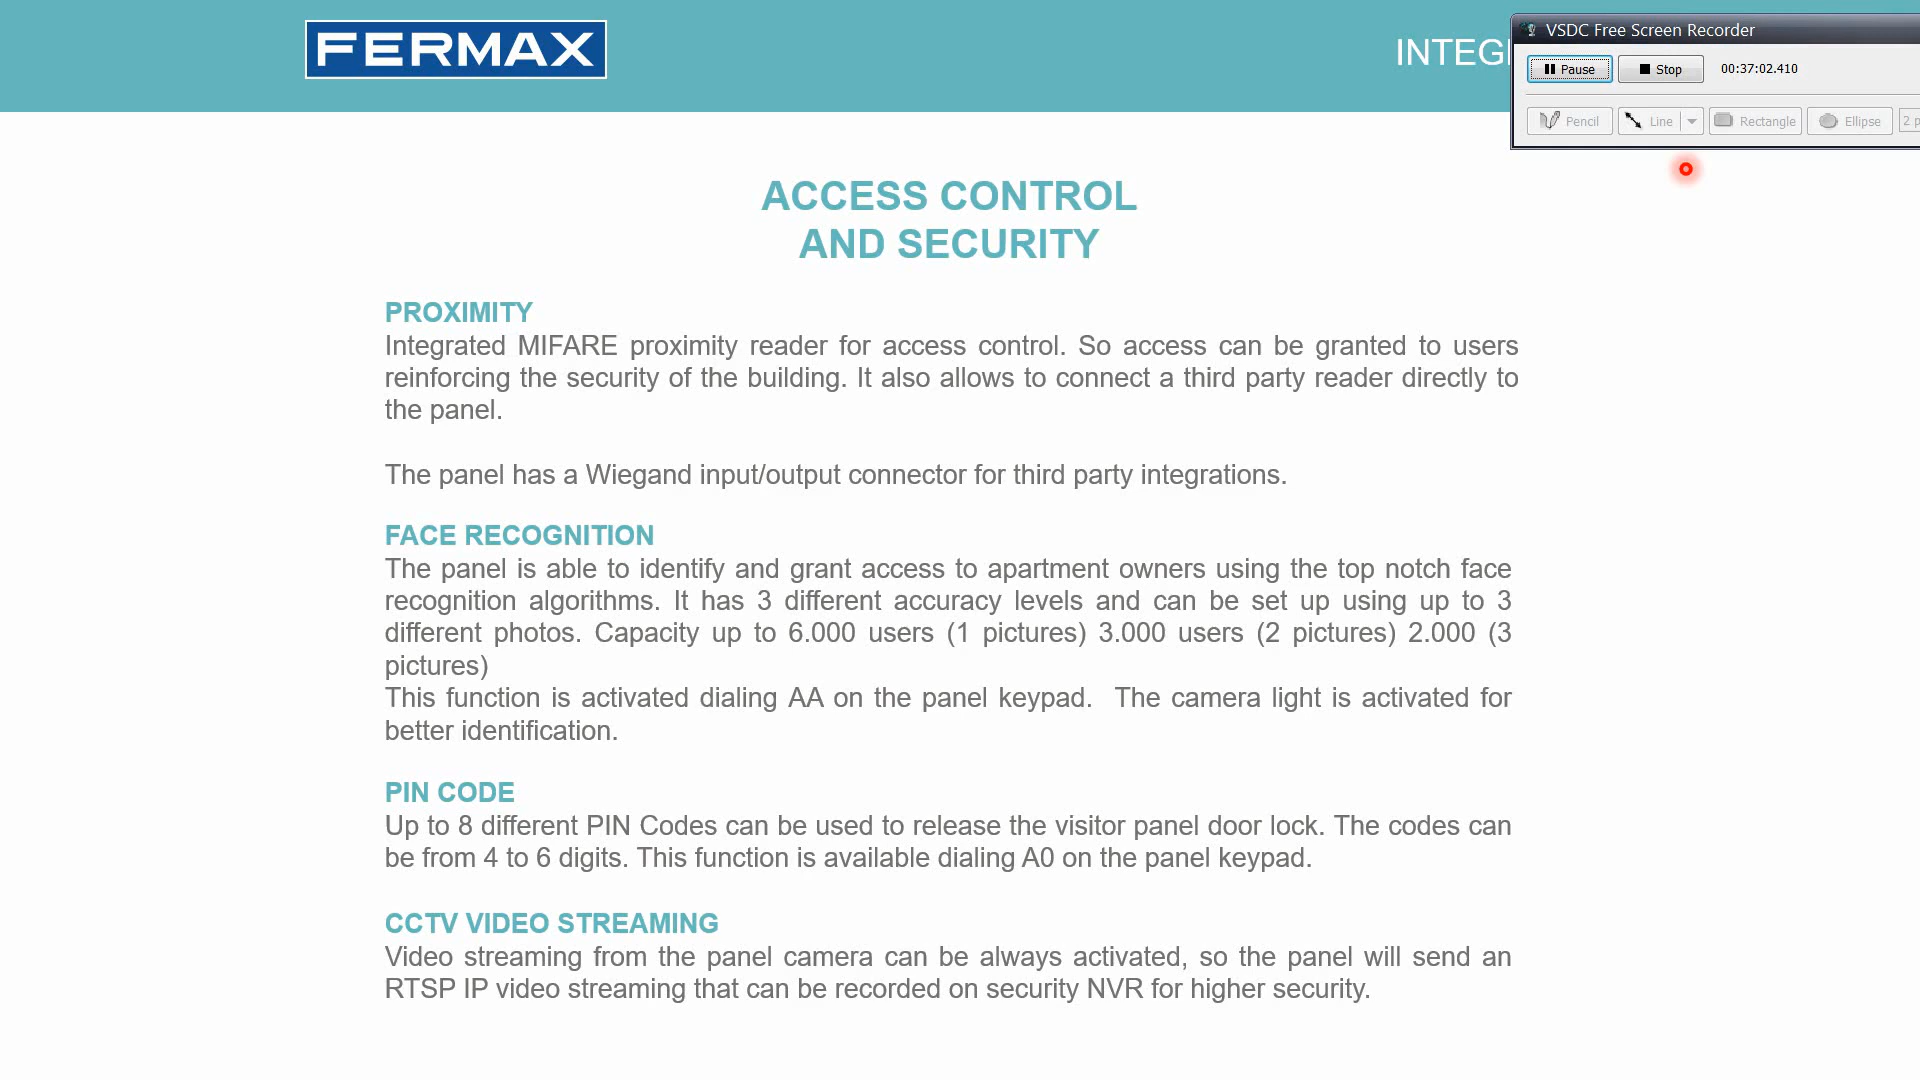 FERMAX
INTEG
VSDC Free Screen Recorder
Pause
Stop
00:37:02.410
Pencil
Line
Rectangle
Ellipse
2 p
ACCESS CONTROL
AND SECURITY
PROXIMITY
Integrated MIFARE proximity reader for access control. So access can be granted to users
reinforcing the security of the building. It also allows to connect a third party reader directly to
the panel.
The panel has a Wiegand input/output connector for third party integrations.
FACE RECOGNITION
The panel is able to identify and grant access to apartment owners using the top notch face
recognition algorithms. It has 3 different accuracy levels and can be set up using up to 3
different photos. Capacity up to 6.000 users (1 pictures) 3.000 users (2 pictures) 2.000 (3
pictures)
This function is activated dialing AA on the panel keypad. The camera light is activated for
better identification.
PIN CODE
Up to 8 different PIN Codes can be used to release the visitor panel door lock. The codes can
be from 4 to 6 digits. This function is available dialing A0 on the panel keypad.
CCTV VIDEO STREAMING
Video streaming from the panel camera can be always activated, so the panel will send an
RTSP IP video streaming that can be recorded on security NVR for higher security.